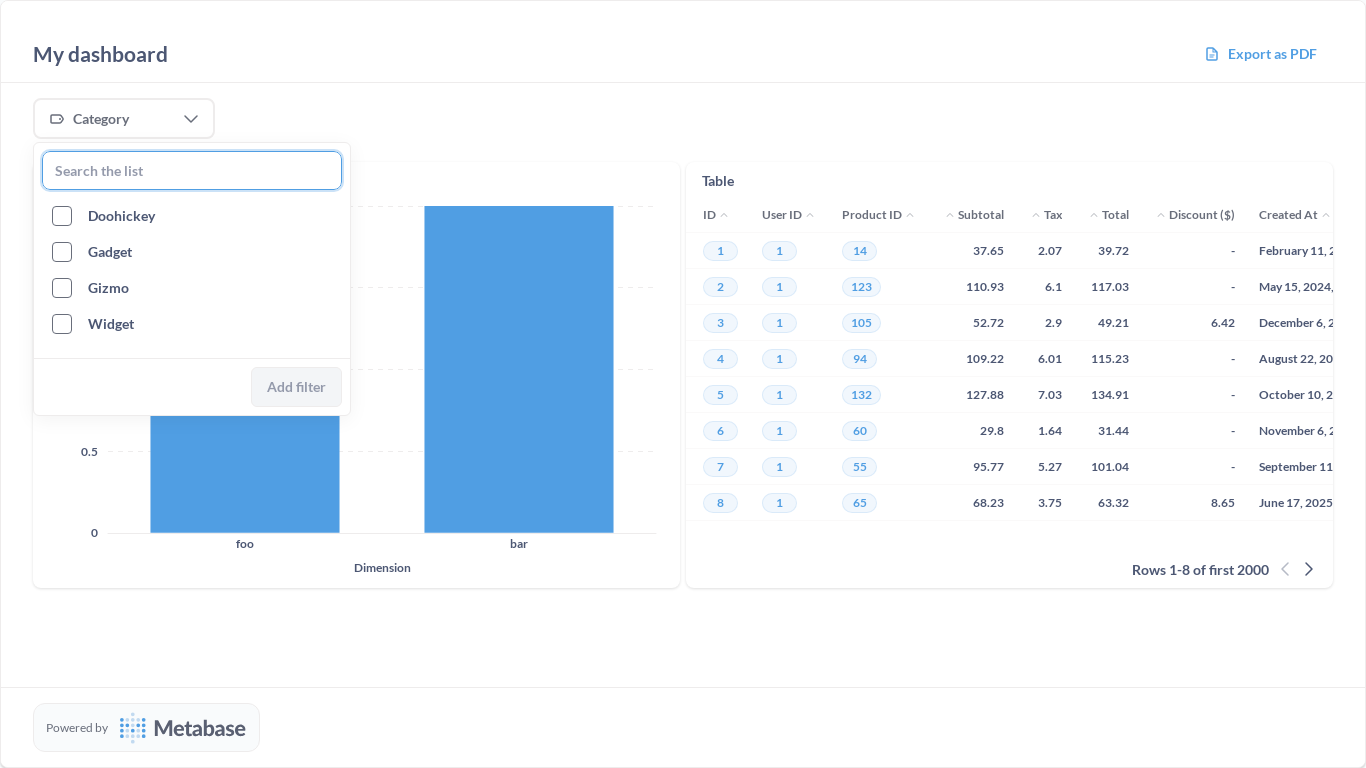 My dashboard
Export as PDF
Category
Search the list
Doohickey
Gadget
Gizmo
Widget
Add filter
0.5
0
foo bar
Dimension
Table
ID User ID Product ID Subtotal Tax Total Discount ($) Created At
1 1 14 37.65 2.07 39.72 - February 11, 2
2 1 123 110.93 6.1 117.03 - May 15, 2024,
3 1 105 52.72 2.9 49.21 6.42 December 6, 2
4 1 94 109.22 6.01 115.23 - August 22, 20
5 1 132 127.88 7.03 134.91 - October 10, 2
6 1 60 29.8 1.64 31.44 - November 6, 2
7 1 55 95.77 5.27 101.04 - September 11
8 1 65 68.23 3.75 63.32 8.65 June 17, 2025
Rows 1-8 of first 2000
Powered by Metabase